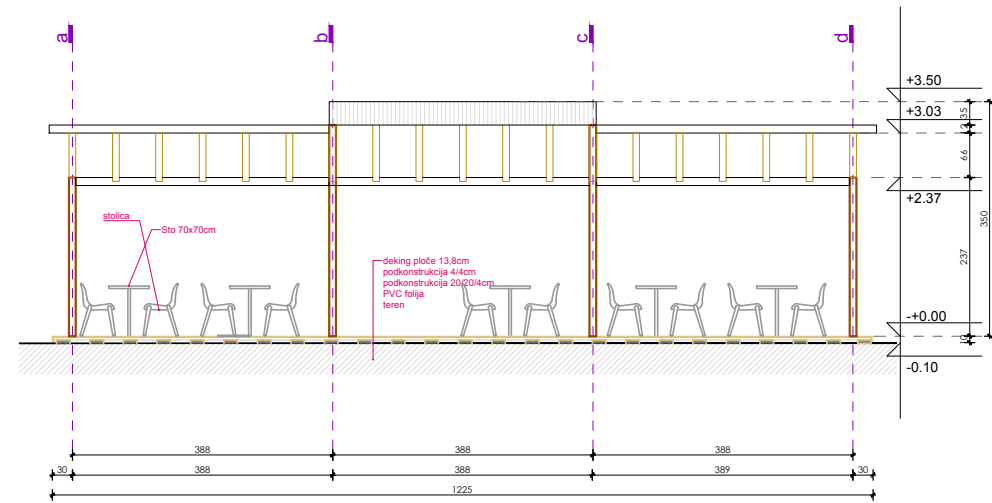 a
b
c
d
+3.50
+3.03
35
12
66
+2.37
350
237
stolica
Sto 70x70cm
deking ploče 13,8cm
podkonstrukcija 4/4cm
podkonstrukcija 20/20/4cm
PVC folija
teren
-+0.00
10
-0.10
388
388
388
30
388
388
389
30
1225